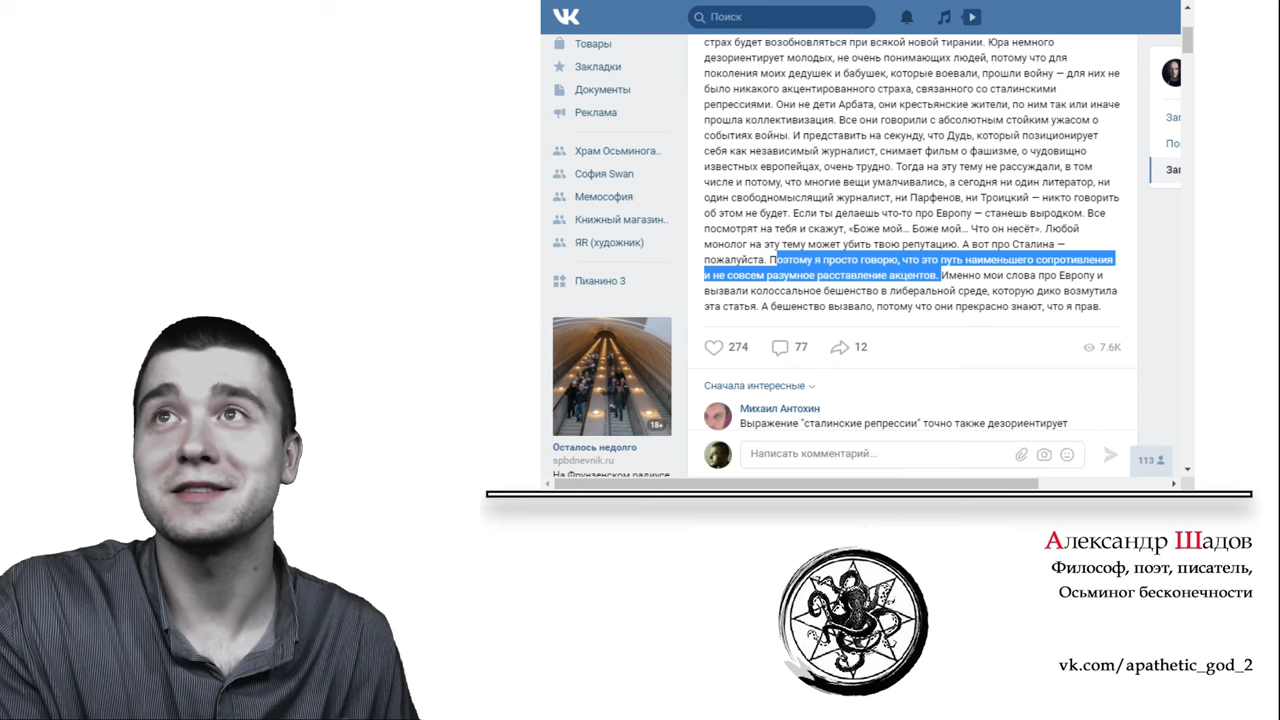 Поиск
Товары
Закладки
Документы
Реклама
Храм Осьминога..
София Swan
Мемософия
Книжный магазин..
ЯR (художник)
Пианино 3
18+
Осталось недолго
spbdnevnik.ru
На Фрунзенском радиусе
страх будет возобновляться при всякой новой тирании. Юра немного
дезориентирует молодых, не очень понимающих людей, потому что для
поколения моих дедушек и бабушек, которые воевали, прошли войну — для них не
было никакого акцентированного страха, связанного со сталинскими
репрессиями. Они не дети Арбата, они крестьянские жители, по ним так или иначе
прошла коллективизация. Все они говорили с абсолютным стойким ужасом о
событиях войны. И представить на секунду, что Дудь, который позиционирует
себя как независимый журналист, снимает фильм о фашизме, о чудовищно
известных европейцах, очень трудно. Тогда на эту тему не рассуждали, в том
числе и потому, что многие вещи умалчивались, а сегодня ни один литератор, ни
один свободномыслящий журналист, ни Парфенов, ни Троицкий — никто говорить
об этом не будет. Если ты делаешь что-то про Европу — станешь выродком. Все
посмотрят на тебя и скажут, «Боже мой... Боже мой... Что он несёт». Любой
монолог на эту тему может убить твою репутацию. А вот про Сталина —
пожалуйста. Поэтому я просто говорю, что это путь наименьшего сопротивления
и не совсем разумное расставление акцентов. Именно мои слова про Европу и
вызвали колоссальное бешенство в либеральной среде, которую дико возмутила
эта статья. А бешенство вызвало, потому что они прекрасно знают, что я прав.
274 77 12 7.6K
Сначала интересные
Михаил Антохин
Выражение "сталинские репрессии" точно также дезориентирует
Написать комментарий...
113
Заг
По
Заг
Александр Шадов
Философ, поэт, писатель,
Осьминог бесконечности
vk.com/apathetic_god_2